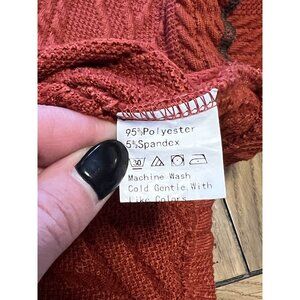 95%Polyester
5%Spandex
30
Machine Wash
Cold Gentle With
Like Colors